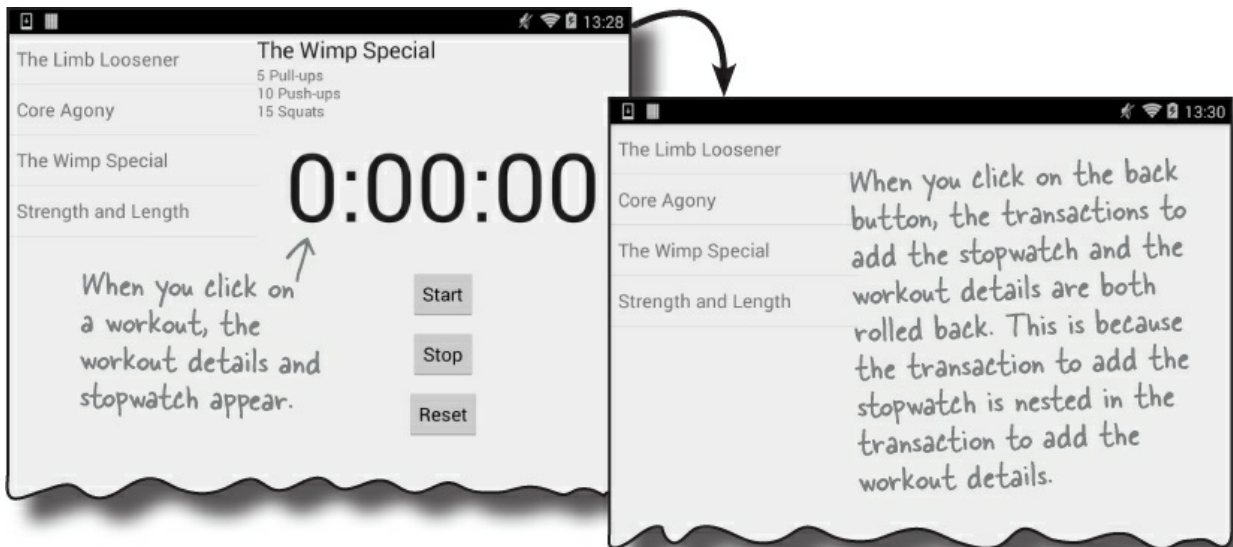 13:28
The Limb Loosener
Core Agony
The Wimp Special
Strength and Length
The Wimp Special
5 Pull-ups
10 Push-ups
15 Squats
0:00:00
When you click on
a workout, the
workout details and
stopwatch appear.
Start
Stop
Reset
13:30
The Limb Loosener
Core Agony
The Wimp Special
Strength and Length
When you click on the back
button, the transactions to
add the stopwatch and the
workout details are both
rolled back. This is because
the transaction to add the
stopwatch is nested in the
transaction to add the
workout details.